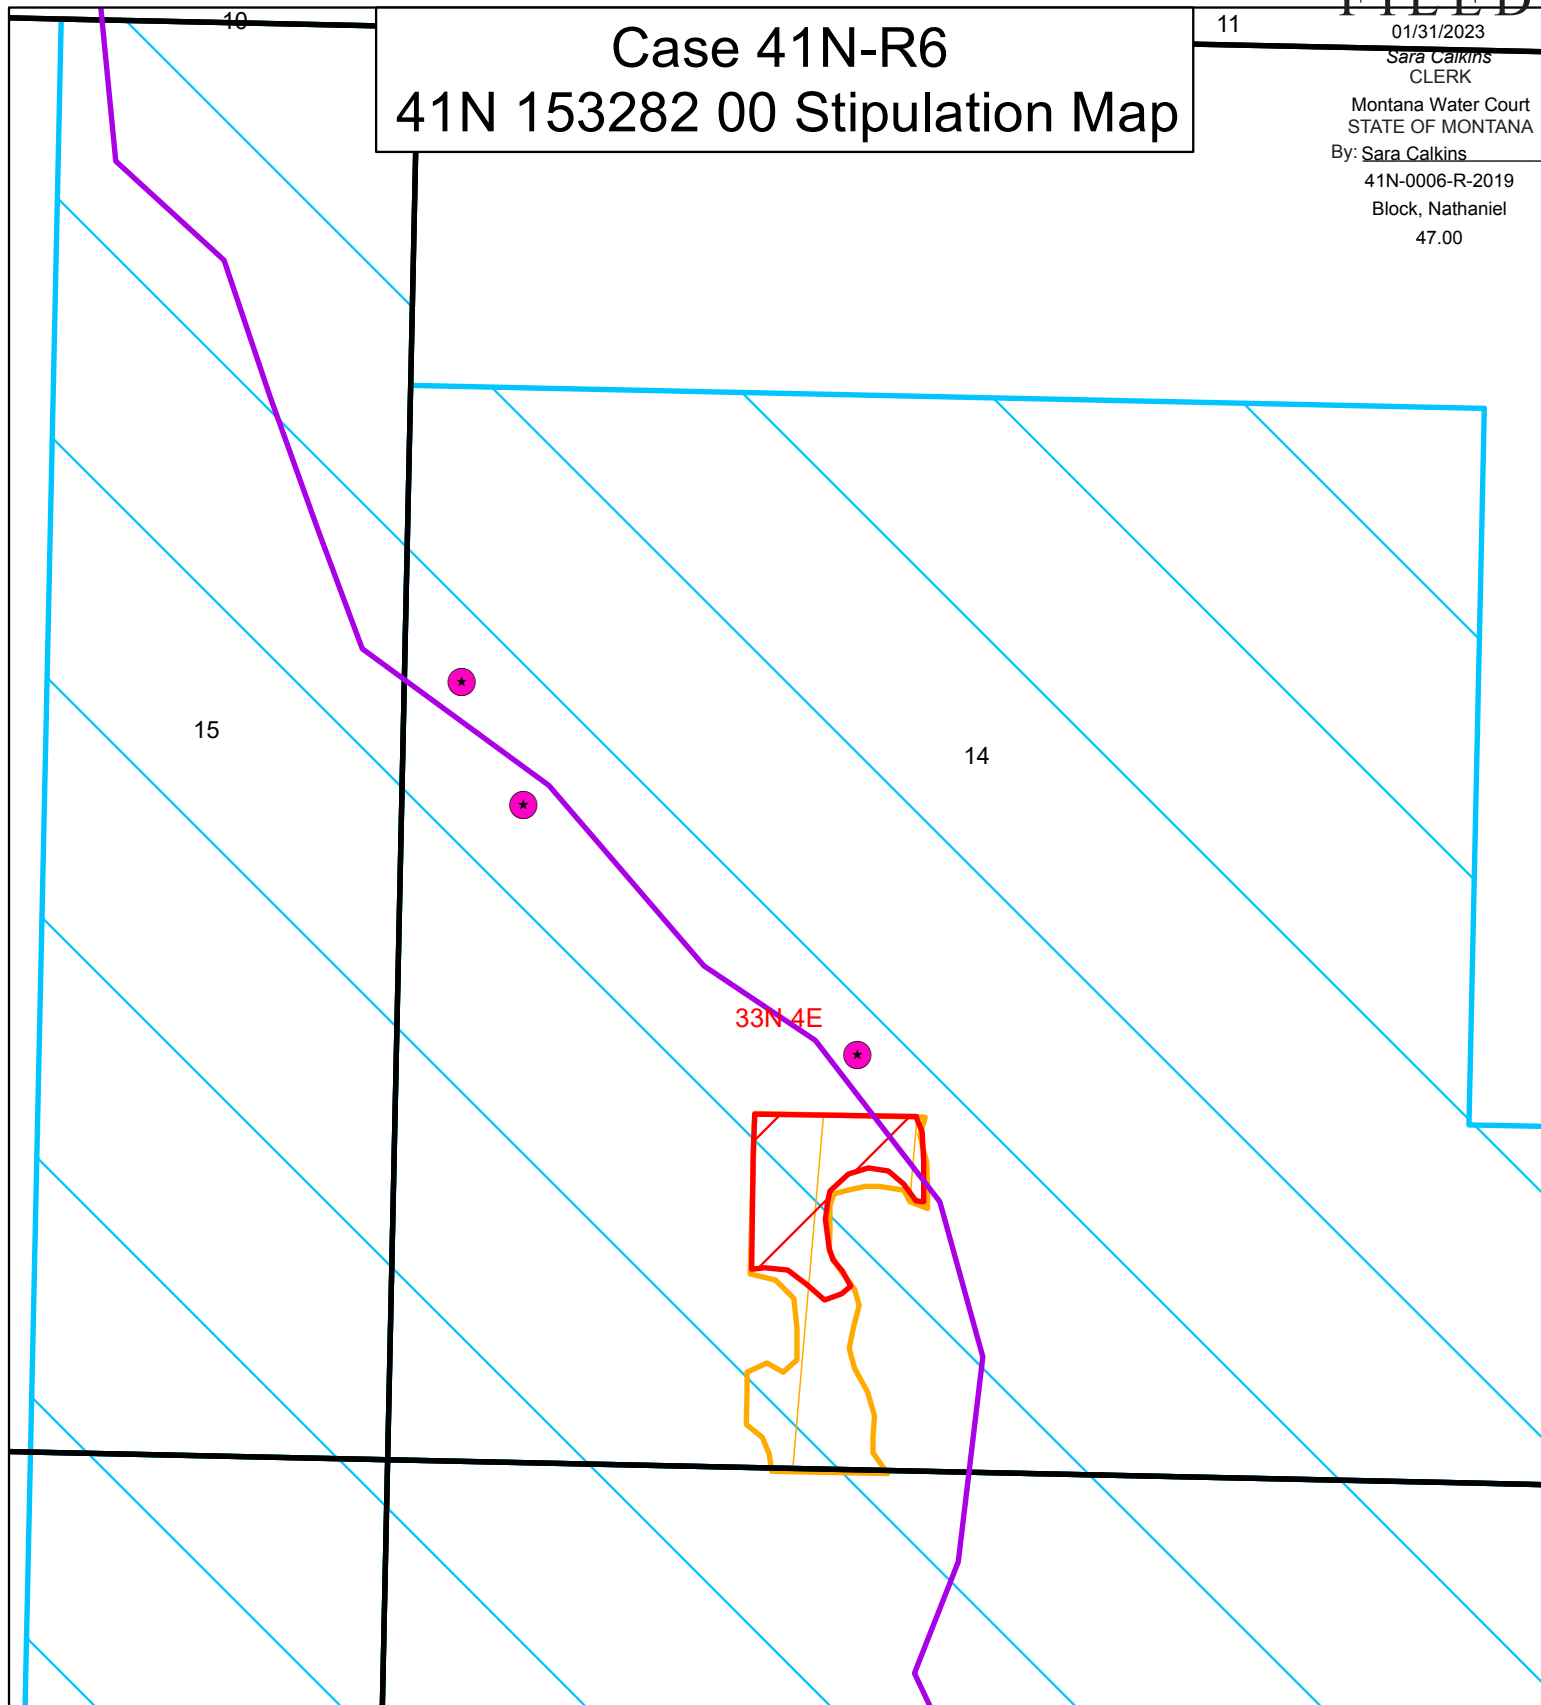 FILED
01/31/2023
Sara Calkins
CLERK
Montana Water Court
STATE OF MONTANA
By: Sara Calkins
41N-0006-R-2019
Block, Nathaniel
47.00
10
Case 41N-R6
41N 153282 00 Stipulation Map
11
15
14
33N 4E